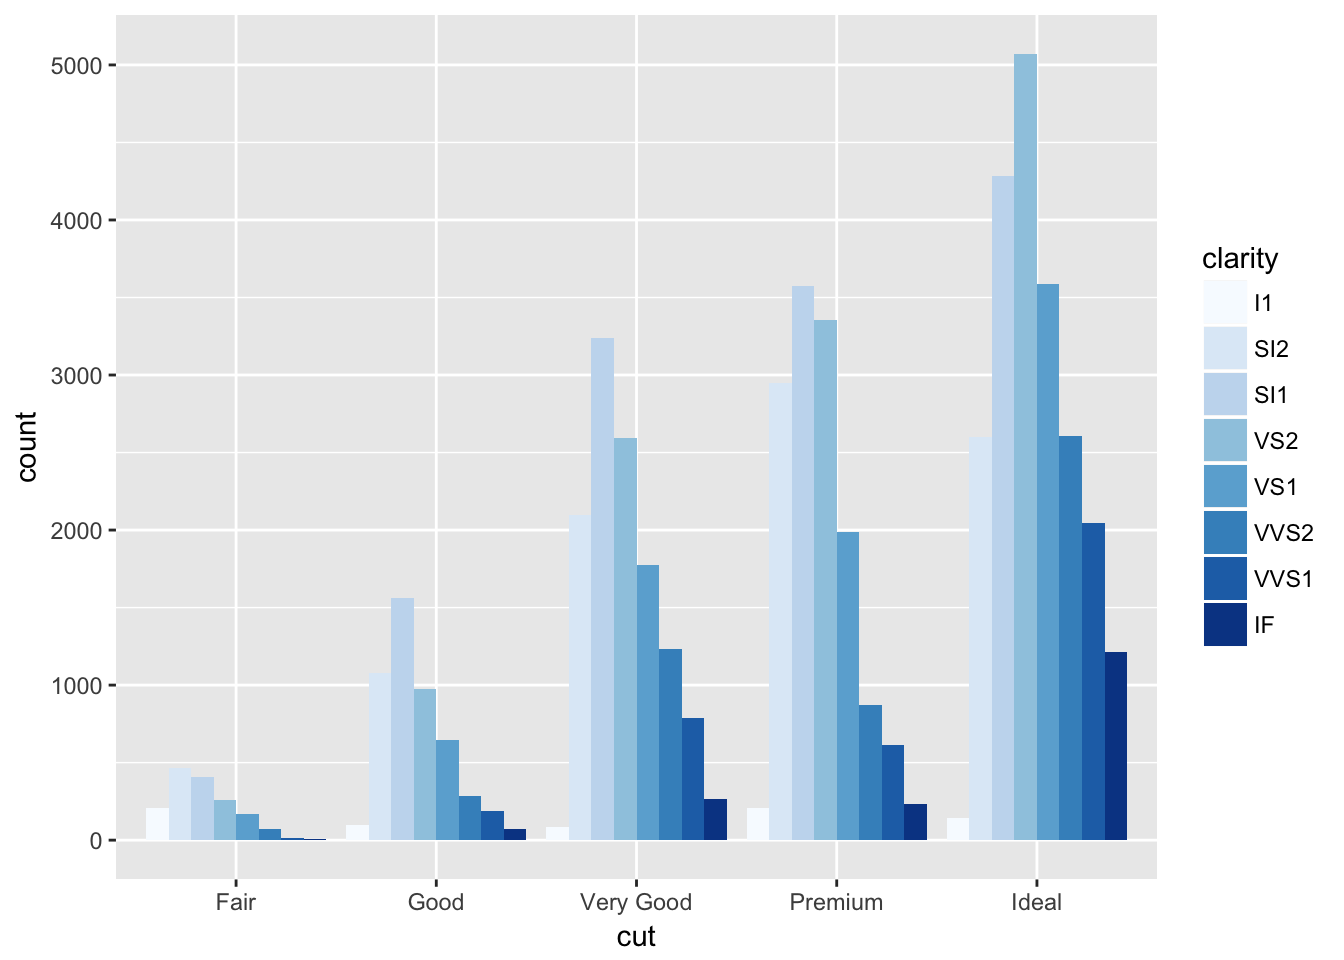 5000
4000
3000
2000
1000
0
count
Fair Good Very Good Premium Ideal
cut
clarity
I1
SI2
SI1
VS2
VS1
VVS2
VVS1
IF